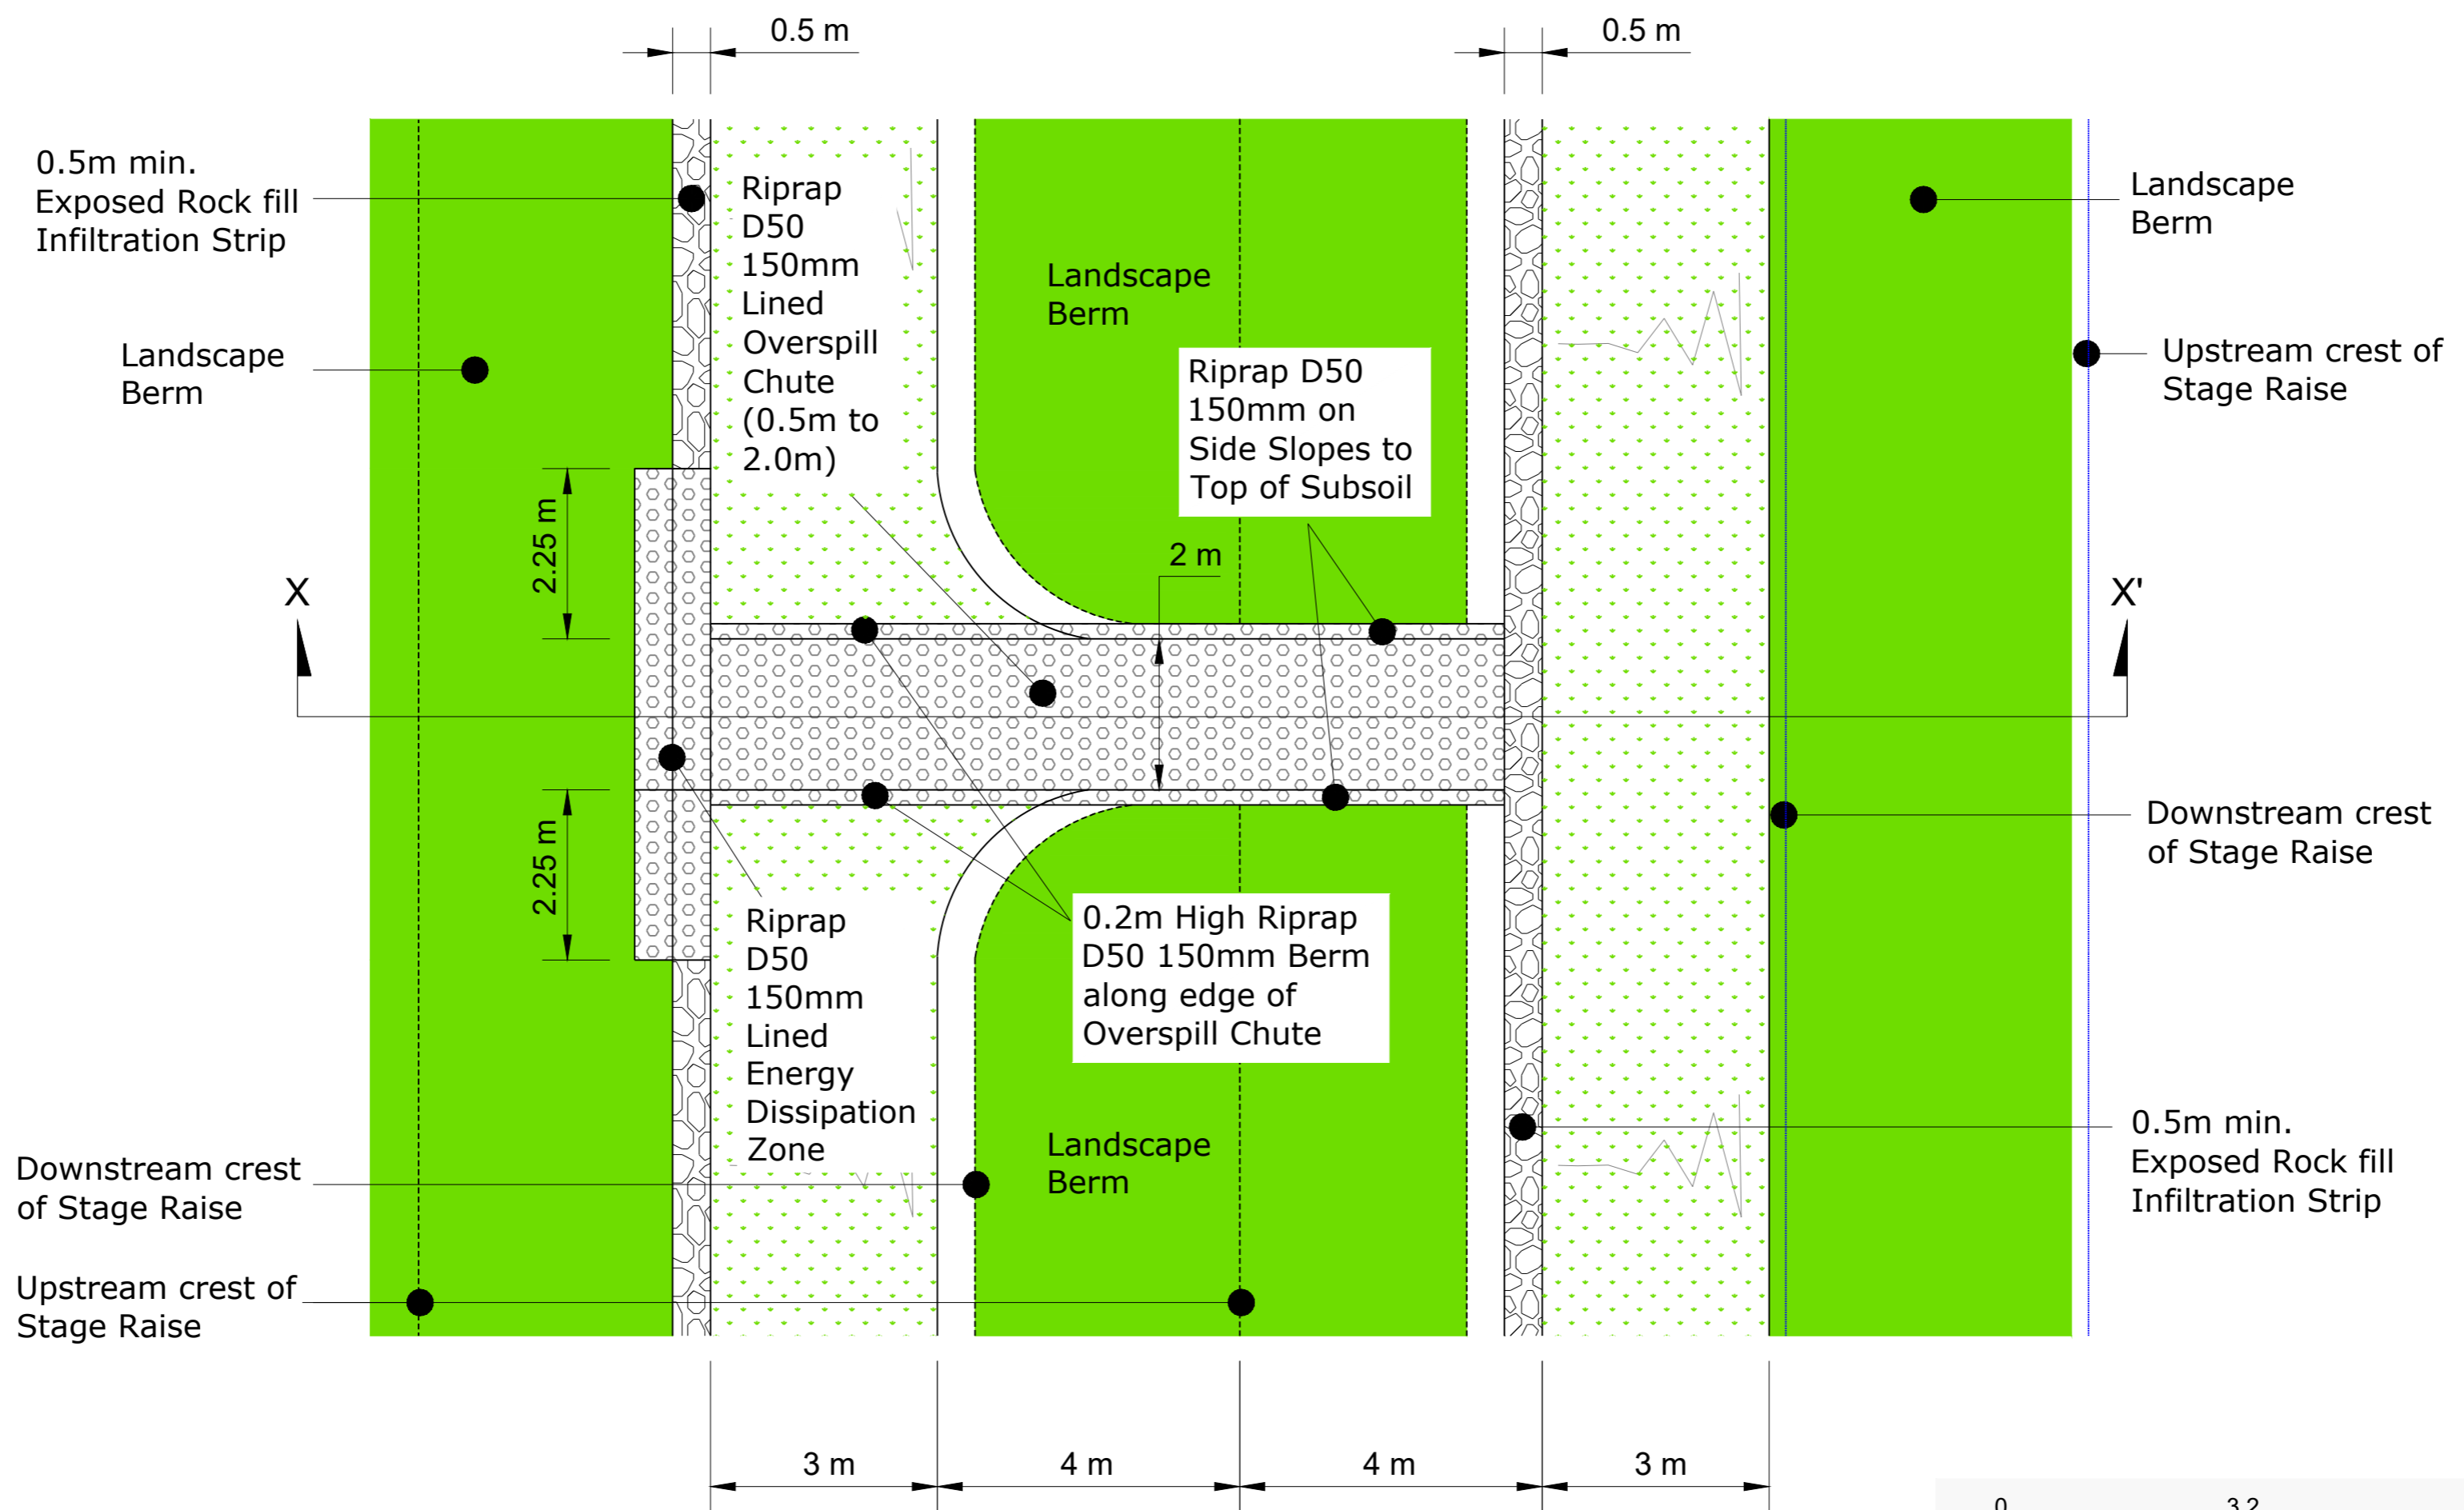 0.5 m
0.5 m
0.5m min.
Exposed Rock fill
Infiltration Strip
Landscape
Berm
Riprap
D50
150mm
Lined
Overspill
Chute
(0.5m to
2.0m)
Landscape
Berm
Riprap D50
150mm on
Side Slopes to
Top of Subsoil
Landscape
Berm
Upstream crest of
Stage Raise
2.25 m
2 m
X
X'
2.25 m
Downstream crest
of Stage Raise
Riprap
D50
150mm
Lined
Energy
Dissipation
Zone
0.2m High Riprap
D50 150mm Berm
along edge of
Overspill Chute
Landscape
Berm
0.5m min.
Exposed Rock fill
Infiltration Strip
Downstream crest
of Stage Raise
Upstream crest of
Stage Raise
3 m
4 m
4 m
3 m
0
3.2